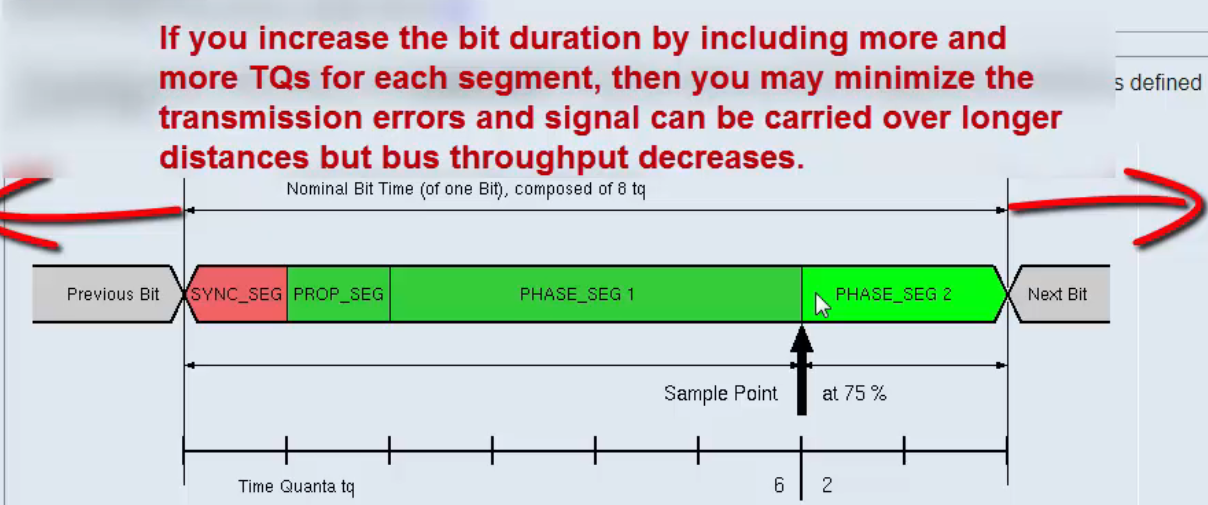 If you increase the bit duration by including more and
more TQs for each segment, then you may minimize the
transmission errors and signal can be carried over longer
distances but bus throughput decreases.
s defined
Nominal Bit Time (of one Bit), composed of 8 tq
Previous Bit SYNC_SEG PROP_SEG PHASE_SEG 1 PHASE_SEG 2 Next Bit
Sample Point at 75 %
Time Quanta tq 6 2